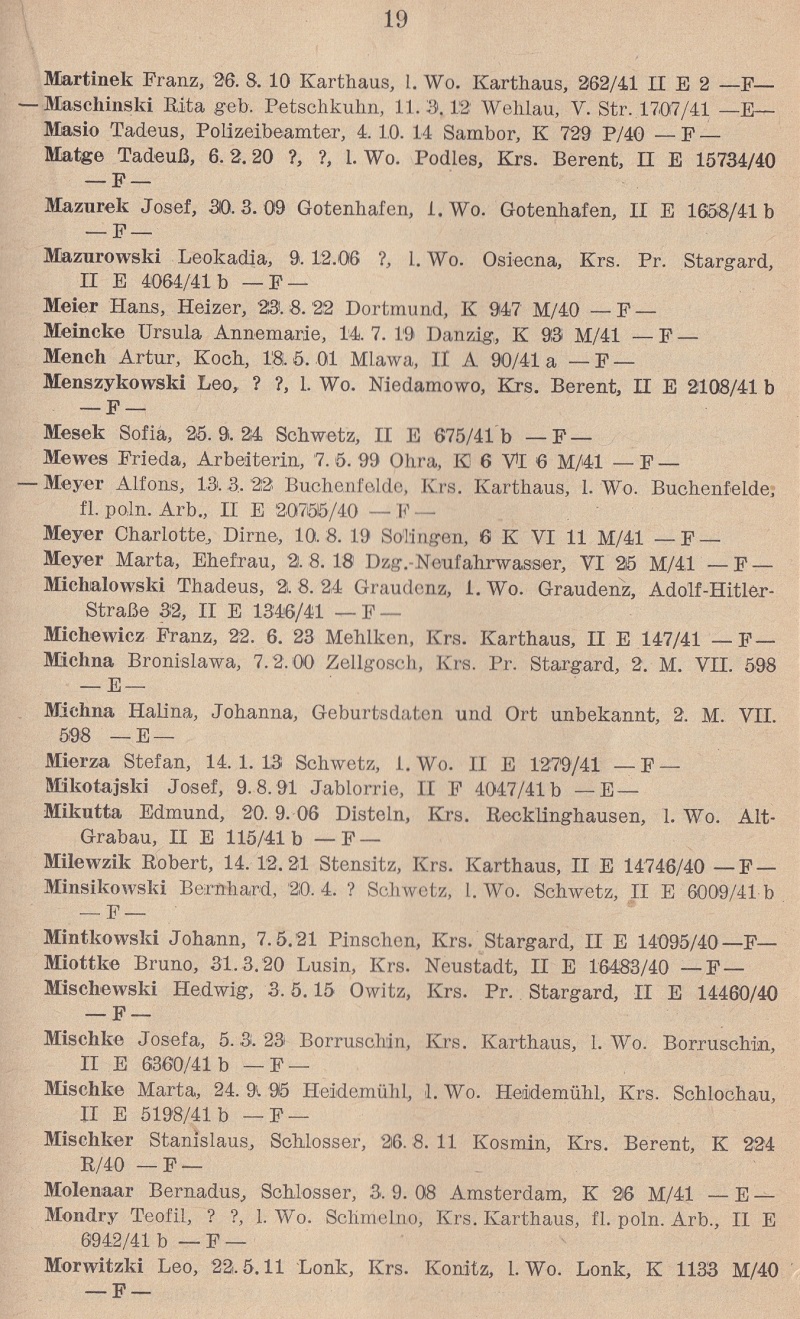 19
Martinek Franz, 26. 8. 10 Karthaus, l. Wo. Karthaus, 262/41 II E 2 —F—
— Maschinski Rita geb. Petschkuhn, 11. 3. 12 Wehlau, V. Str. 1707/41 —E—
Masio Tadeus, Polizeibeamter, 4. 10. 14 Sambor, K 729 P/40 — F —
Matge Tadeuß, 6. 2. 20 ?, ?, l. Wo. Podles, Krs. Berent, II E 15734/40
— F —
Mazurek Josef, 30. 3. 09 Gotenhafen, l. Wo. Gotenhafen, II E 1658/41 b
— F —
Mazurowski Leokadia, 9. 12.06 ?, l. Wo. Osiecna, Krs. Pr. Stargard,
II E 4064/41 b — F —
Meier Hans, Heizer, 23. 8. 22 Dortmund, K 947 M/40 — F —
Meincke Ursula Annemarie, 14. 7. 19 Danzig, K 93 M/41 — F —
Mench Artur, Koch, 18. 5. 01 Mlawa, II A 90/41 a — F —
Menszykowski Leo, ? ?, l. Wo. Niedamowo, Krs. Berent, II E 2108/41 b
— F —
Mesek Sofia, 25. 9. 24 Schwetz, II E 675/41 b — F —
Mewes Frieda, Arbeiterin, 7. 5. 99 Ohra, K 6 VI 6 M/41 — F —
— Meyer Alfons, 13. 3. 22 Buchenfelde, Krs. Karthaus, l. Wo. Buchenfelde,
fl. poln. Arb., II E 20755/40 — F —
Meyer Charlotte, Dirne, 10. 8. 19 Solingen, 6 K VI 11 M/41 — F —
Meyer Marta, Ehefrau, 2. 8. 18 Dzg.-Neufahrwasser, VI 25 M/41 — F —
Michalowski Thadeus, 2. 8. 24 Graudenz, l. Wo. Graudenz, Adolf-Hitler-
Straße 32, II E 1346/41 — F —
Michewicz Franz, 22. 6. 23 Mehlken, Krs. Karthaus, II E 147/41 — F —
Michna Bronislawa, 7. 2. 00 Zellgosch, Krs. Pr. Stargard, 2. M. VII. 598
— E —
Michna Halina, Johanna, Geburtsdaten und Ort unbekannt, 2. M. VII.
598 — E —
Mierza Stefan, 14. 1. 13 Schwetz, l. Wo. II E 1279/41 — F —
Mikotajski Josef, 9. 8. 91 Jablorrie, II F 4047/41 b — E —
Mikutta Edmund, 20. 9. 06 Disteln, Krs. Recklinghausen, l. Wo. Alt-
Grabau, II E 115/41 b — F —
Milewzik Robert, 14. 12. 21 Stensitz, Krs. Karthaus, II E 14746/40 — F —
Minsikowski Bernhard, 20. 4. ? Schwetz, l. Wo. Schwetz, II E 6009/41 b
— F —
Mintkowski Johann, 7. 5. 21 Pinschen, Krs. Stargard, II E 14095/40 —F—
Miottke Bruno, 31. 3. 20 Lusin, Krs. Neustadt, II E 16483/40 — F —
Mischewski Hedwig, 3. 5. 15 Owitz, Krs. Pr. Stargard, II E 14460/40
— F —
Mischke Josefa, 5. 3. 23 Borruschin, Krs. Karthaus, l. Wo. Borruschin,
II E 6360/41 b — F —
Mischke Marta, 24. 9. 95 Heidemühl, l. Wo. Heidemühl, Krs. Schlochau,
II E 5198/41 b — F —
Mischker Stanislaus, Schlosser, 26. 8. 11 Kosmin, Krs. Berent, K 224
R/40 — F —
Molenaar Bernadus, Schlosser, 3. 9. 08 Amsterdam, K 26 M/41 — E —
Mondry Teofil, ? ?, l. Wo. Schmelno, Krs. Karthaus, fl. poln. Arb., II E
6942/41 b — F —
Morwitzki Leo, 22. 5. 11 Lonk, Krs. Konitz, l. Wo. Lonk, K 1133 M/40
— F —